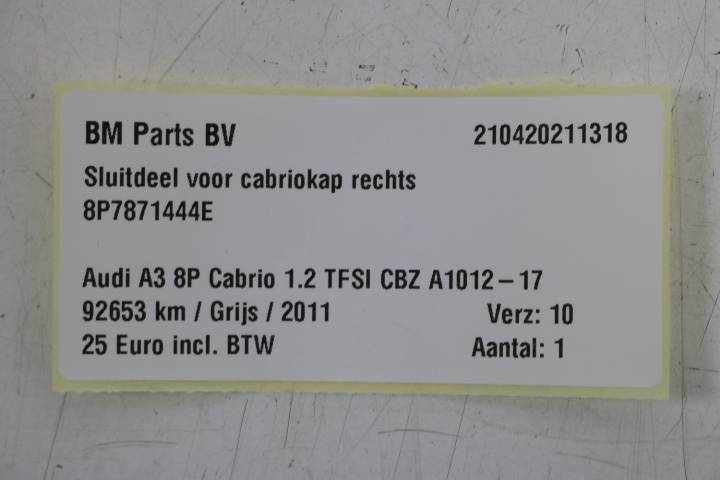 BM Parts BV 210420211318
Sluitdeel voor cabriokap rechts
8P7871444E
Audi A3 8P Cabrio 1.2 TFSI CBZ A1012-17
92653 km / Grijs / 2011 Verz: 10
25 Euro incl. BTW Aantal: 1